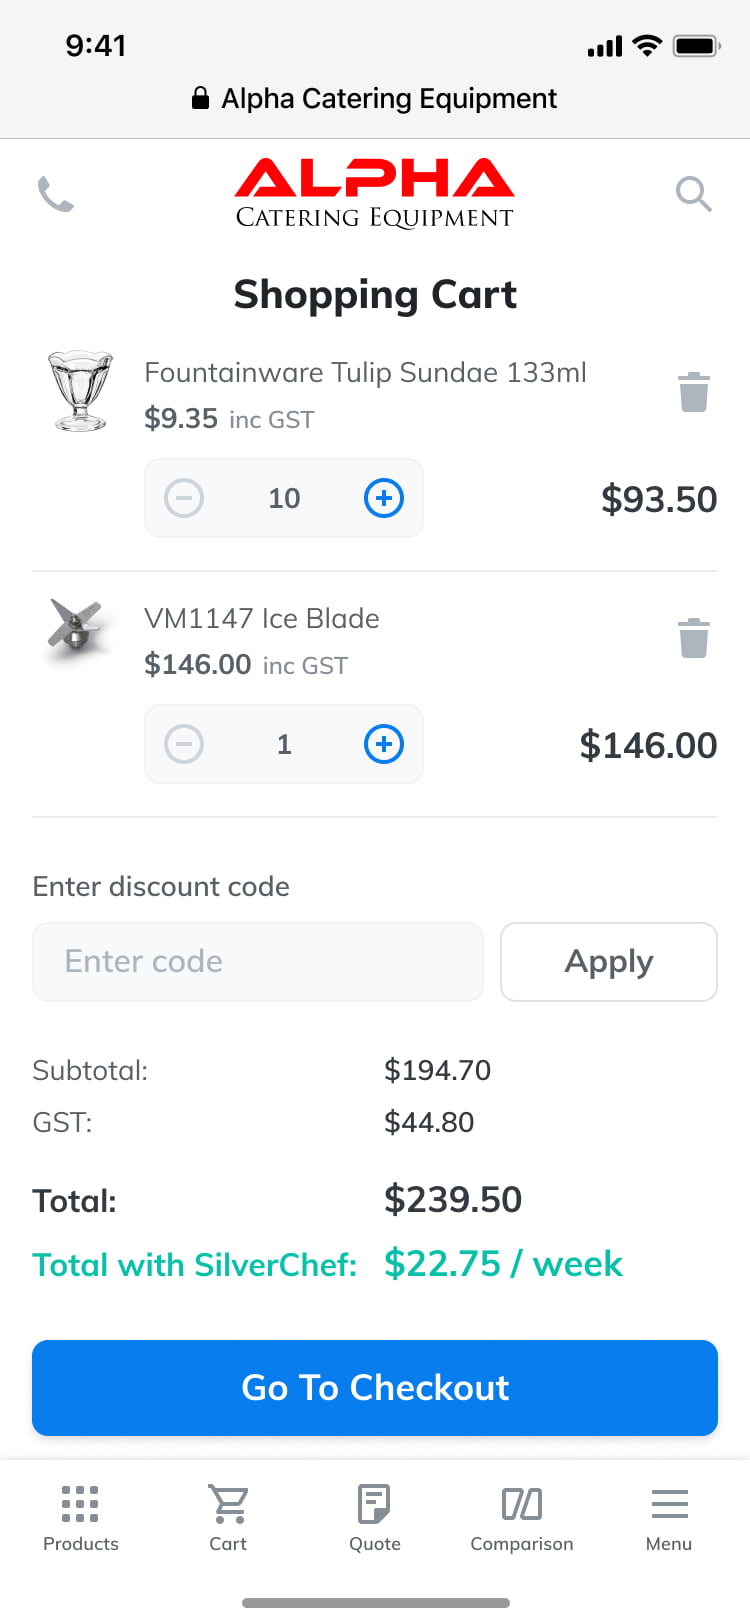 9:41
Alpha Catering Equipment
ALPHA
CATERING EQUIPMENT
Shopping Cart
Fountainware Tulip Sundae 133ml
$9.35 inc GST
10
$93.50
VM1147 Ice Blade
$146.00 inc GST
1
$146.00
Enter discount code
Enter code
Apply
Subtotal: $194.70
GST: $44.80
Total: $239.50
Total with SilverChef: $22.75 / week
Go To Checkout
Products Cart Quote Comparison Menu